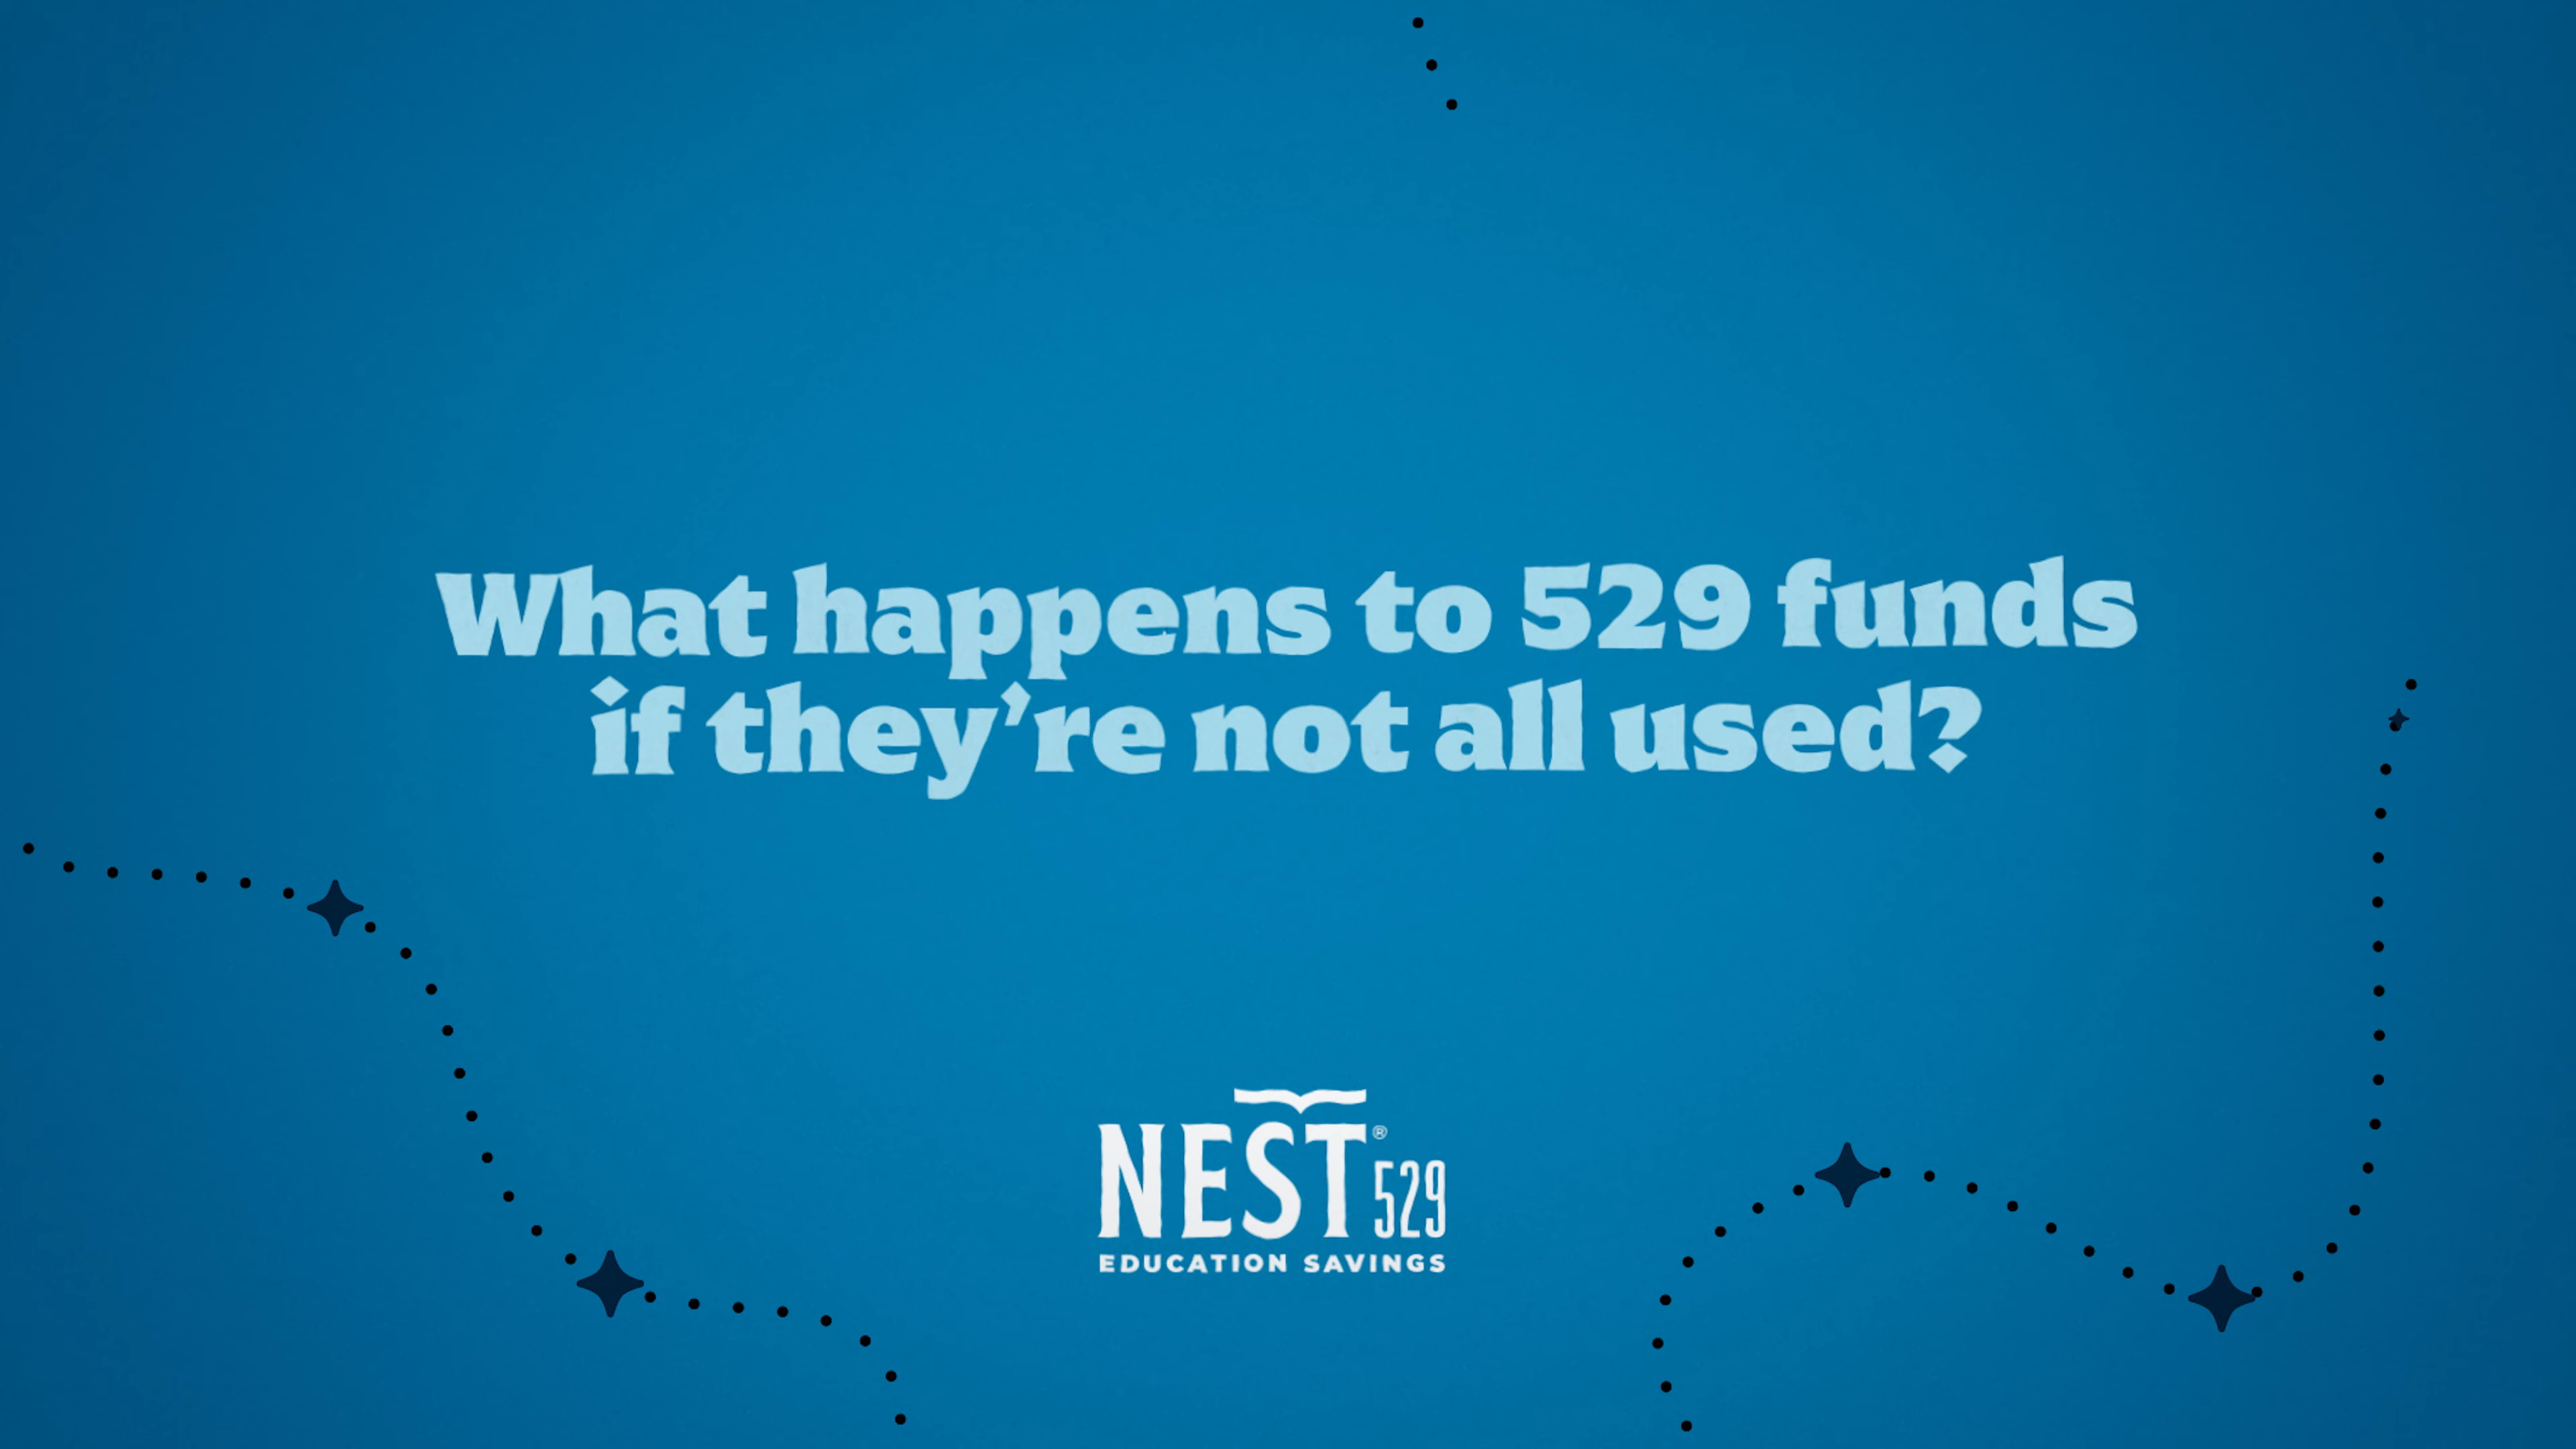 What happens to 529 funds
if they’re not all used?
NEST® 529
EDUCATION SAVINGS